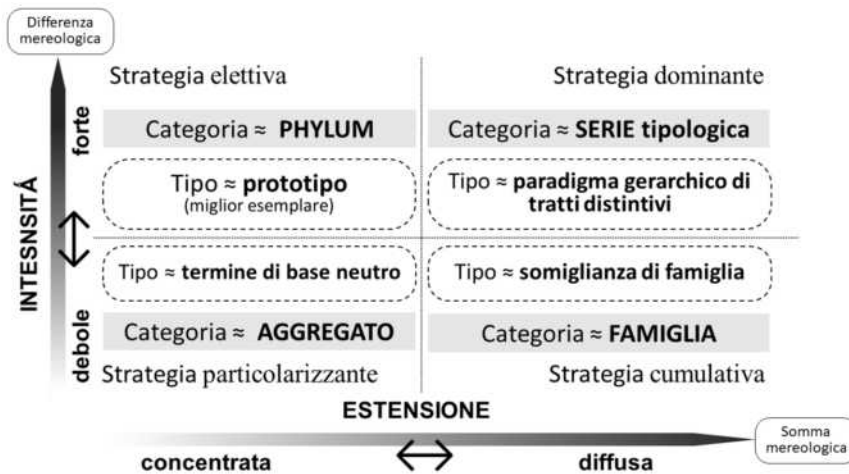 Differenza
mereologica
Strategia elettiva
Strategia dominante
Categoria ≈ PHYLUM
Categoria ≈ SERIE tipologica
Tipo ≈ prototipo
(miglior esemplare)
Tipo ≈ paradigma gerarchico di
tratti distintivi
forte
INTESNSITÁ
debole
Tipo ≈ termine di base neutro
Tipo ≈ somiglianza di famiglia
Categoria ≈ AGGREGATO
Categoria ≈ FAMIGLIA
Strategia particolarizzante
Strategia cumulativa
ESTENSIONE
concentrata
diffusa
Somma
mereologica